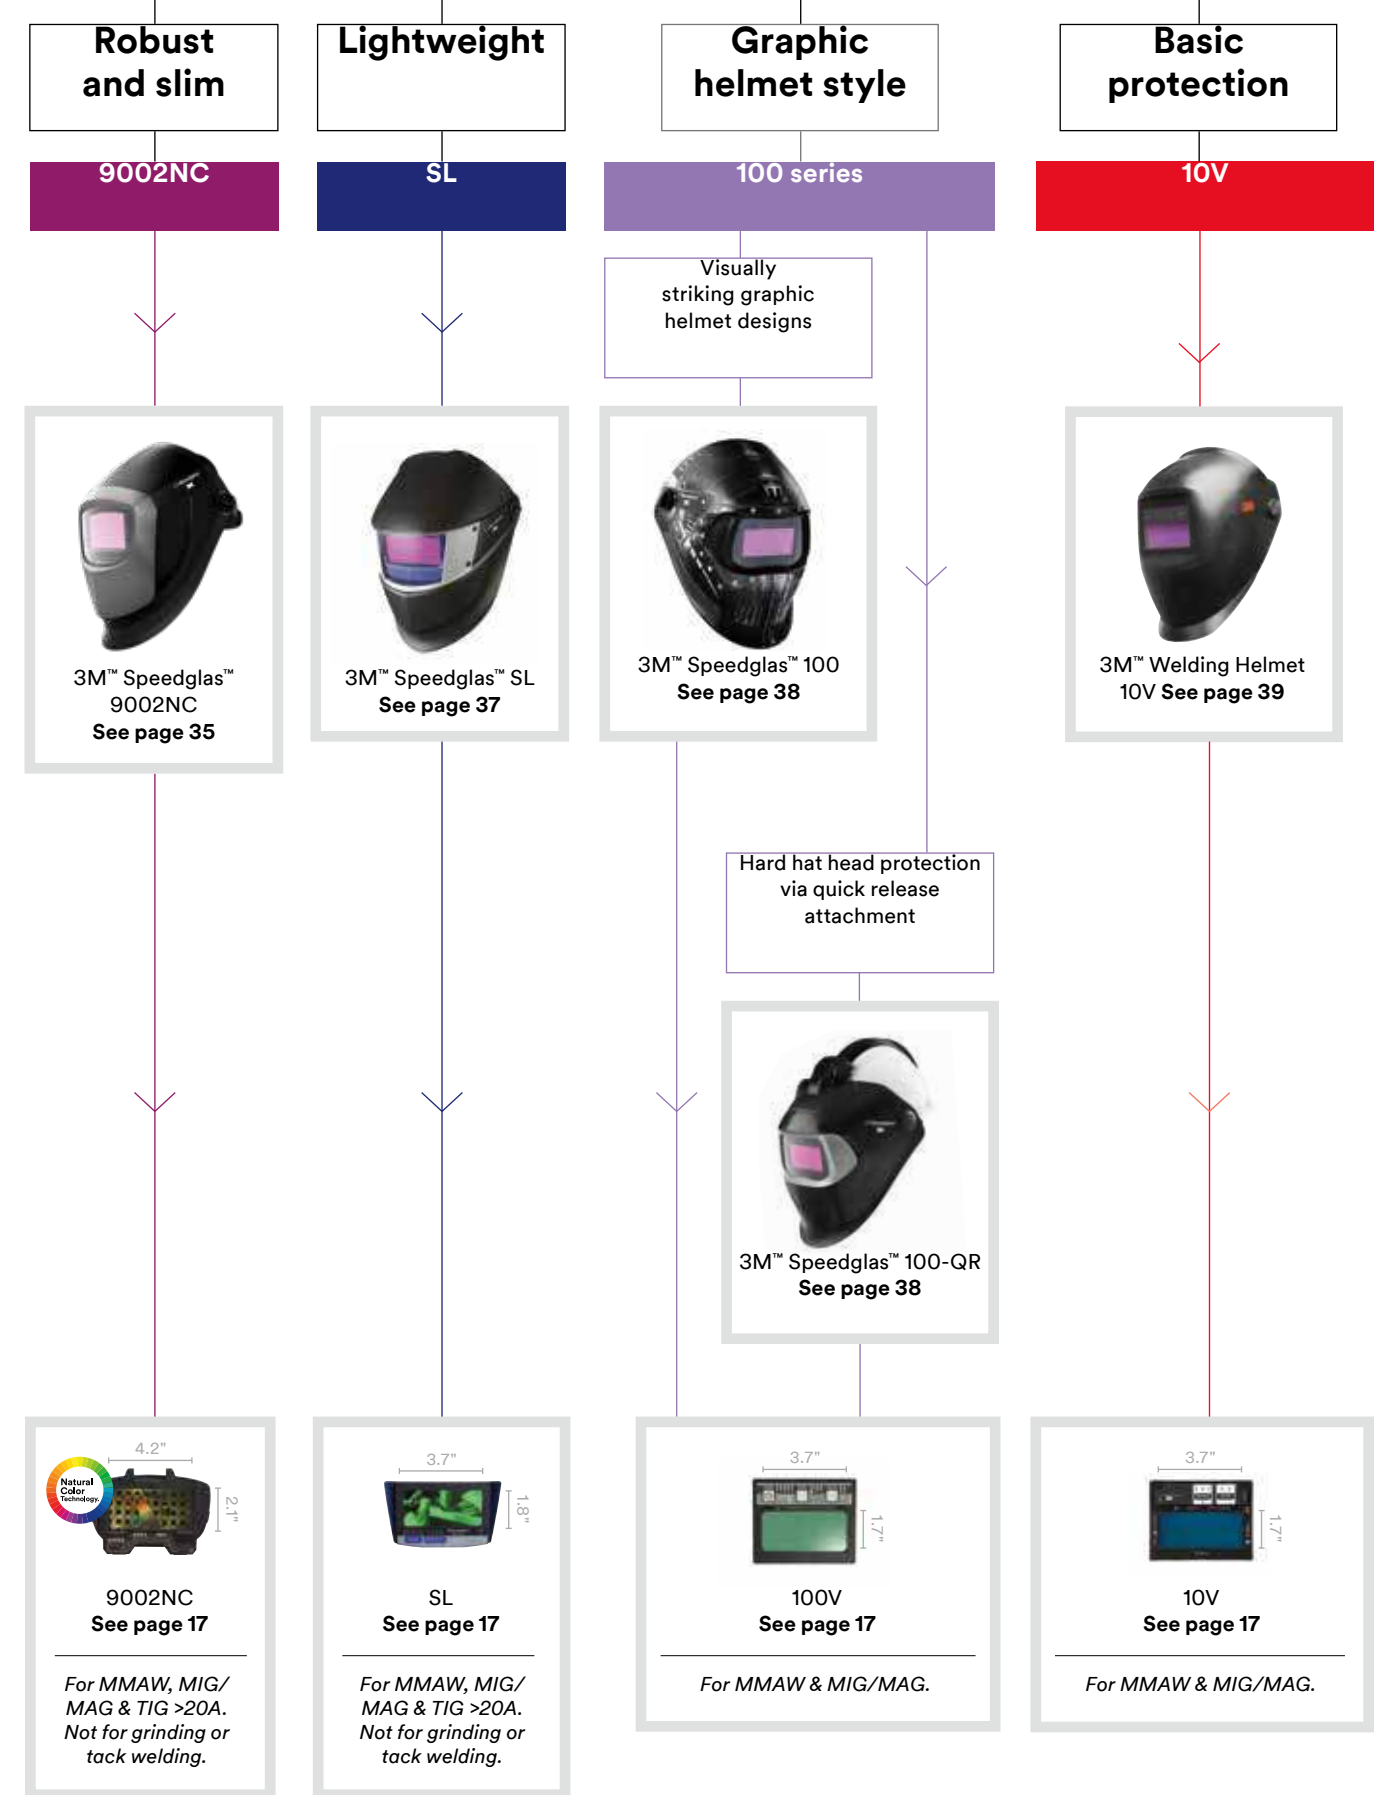 Robust
and slim
Lightweight
Graphic
helmet style
Basic
protection
9002NC
SL
100 series
10V
Visually
striking graphic
helmet designs
3M™ Speedglas™
9002NC
See page 35
3M™ Speedglas™ SL
See page 37
3M™ Speedglas™ 100
See page 38
3M™ Welding Helmet
10V See page 39
Hard hat head protection
via quick release
attachment
3M™ Speedglas™ 100-QR
See page 38
4.2"
Natural
Color
Technology.
2.1"
9002NC
See page 17
For MMAW, MIG/
MAG & TIG >20A.
Not for grinding or
tack welding.
3.7"
1.8"
SL
See page 17
For MMAW, MIG/
MAG & TIG >20A.
Not for grinding or
tack welding.
3.7"
1.7"
100V
See page 17
For MMAW & MIG/MAG.
3.7"
1.7"
10V
See page 17
For MMAW & MIG/MAG.